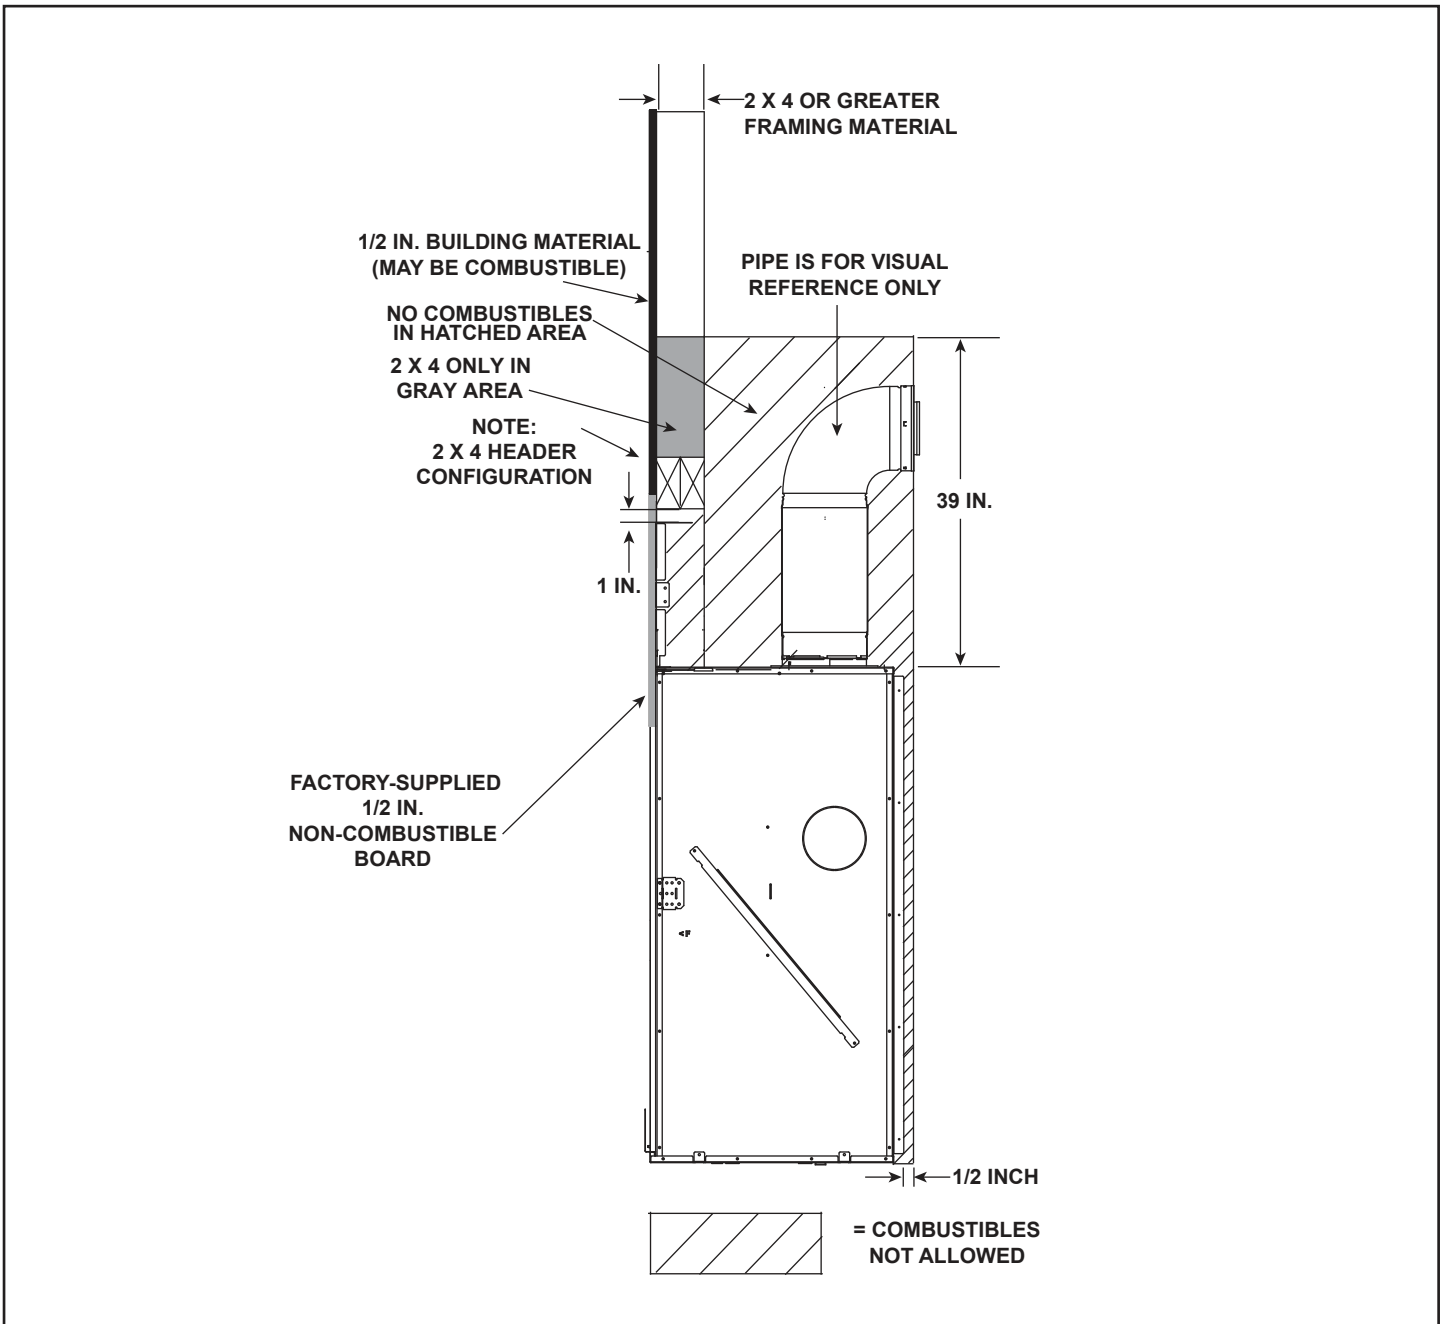 2 X 4 OR GREATER
FRAMING MATERIAL
1/2 IN. BUILDING MATERIAL
(MAY BE COMBUSTIBLE)
PIPE IS FOR VISUAL
REFERENCE ONLY
NO COMBUSTIBLES
IN HATCHED AREA
2 X 4 ONLY IN
GRAY AREA
NOTE:
2 X 4 HEADER
CONFIGURATION
39 IN.
1 IN.
FACTORY-SUPPLIED
1/2 IN.
NON-COMBUSTIBLE
BOARD
1/2 INCH
= COMBUSTIBLES
NOT ALLOWED